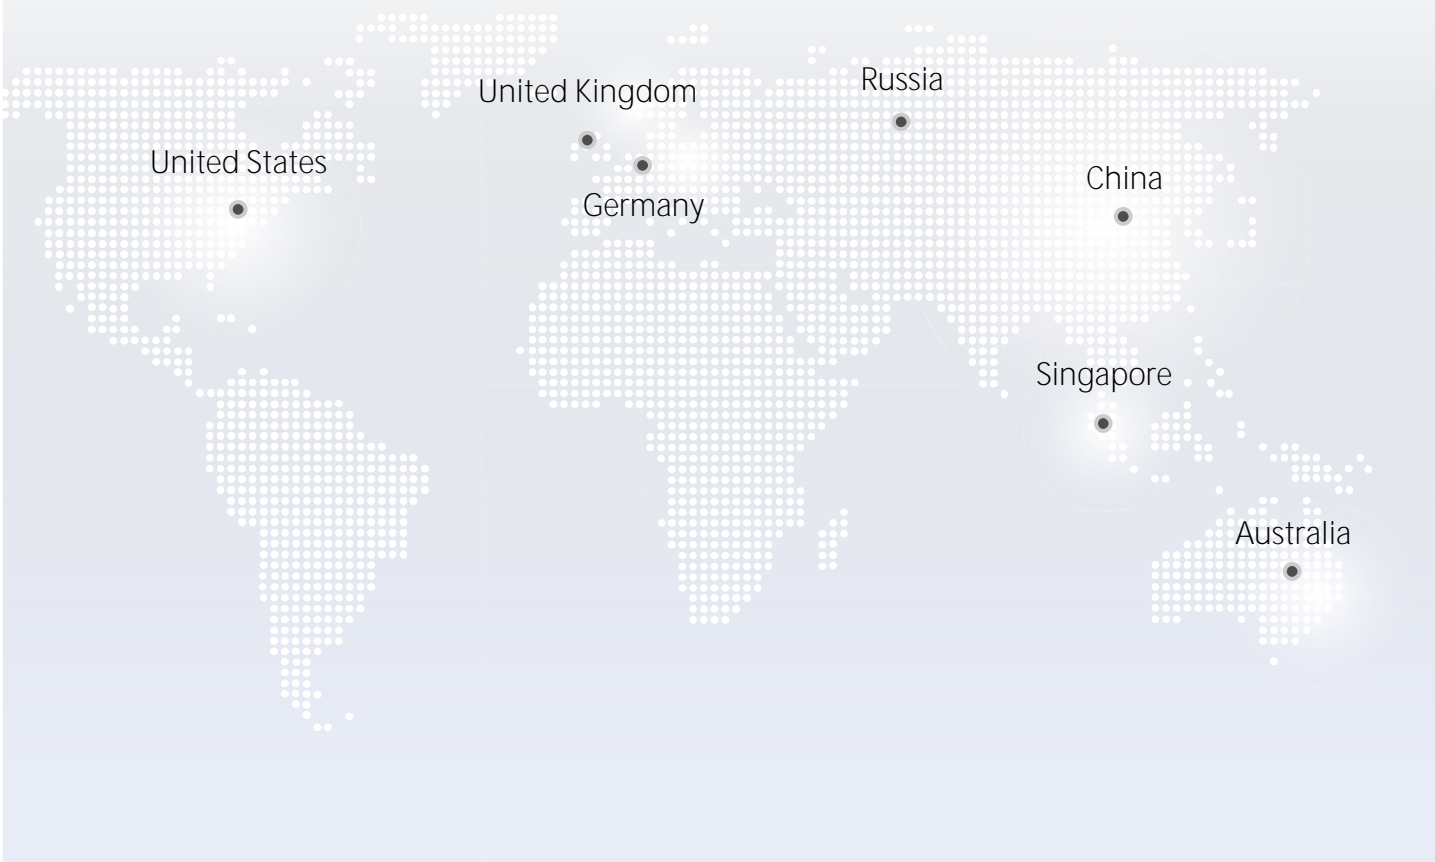 Russia
United Kingdom
United States
China
Germany
Singapore
Australia